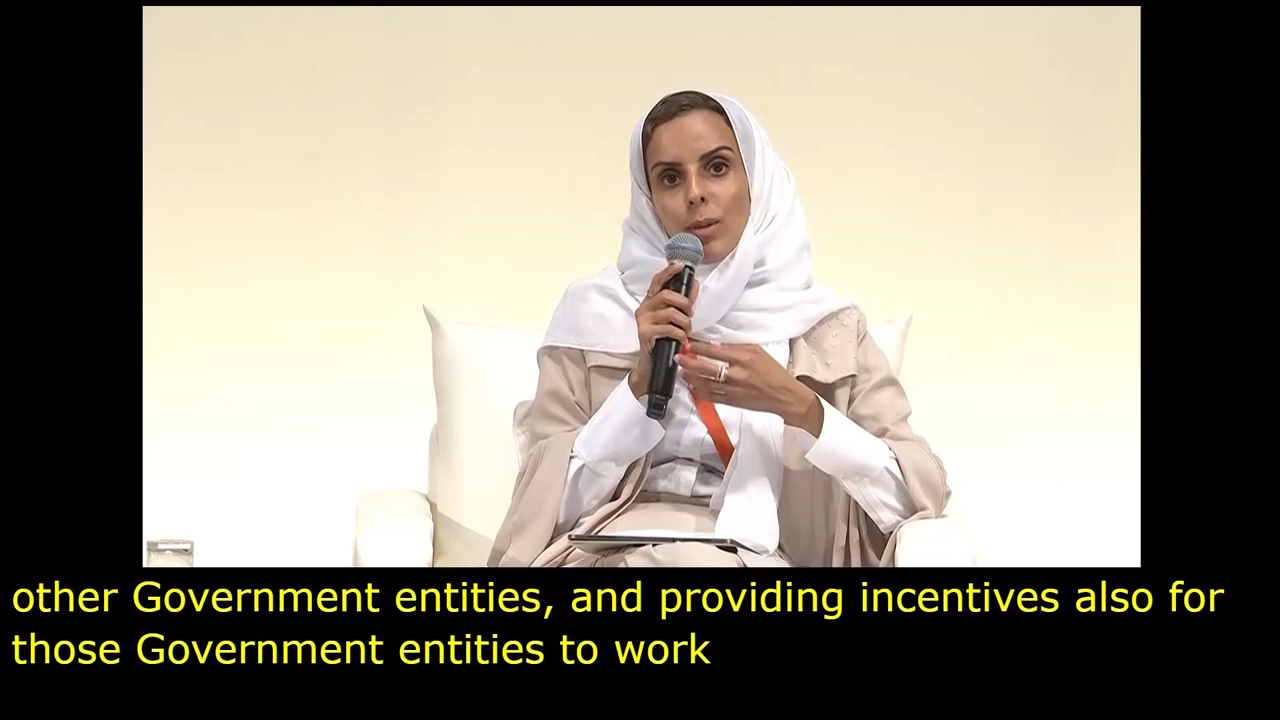 other Government entities, and providing incentives also for
those Government entities to work